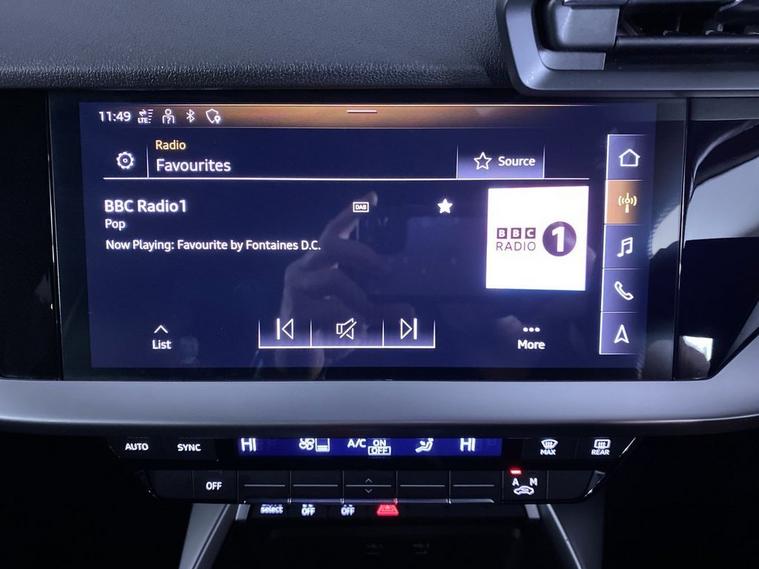 11:49 LTE
Radio
Favourites
Source
BBC Radio1
DAB
Pop
Now Playing: Favourite by Fontaines D.C.
BBC
RADIO 1
List
More
AUTO
SYNC
HI
A/C ON
OFF
HI
MAX
REAR
OFF
A M
select
OFF
OFF